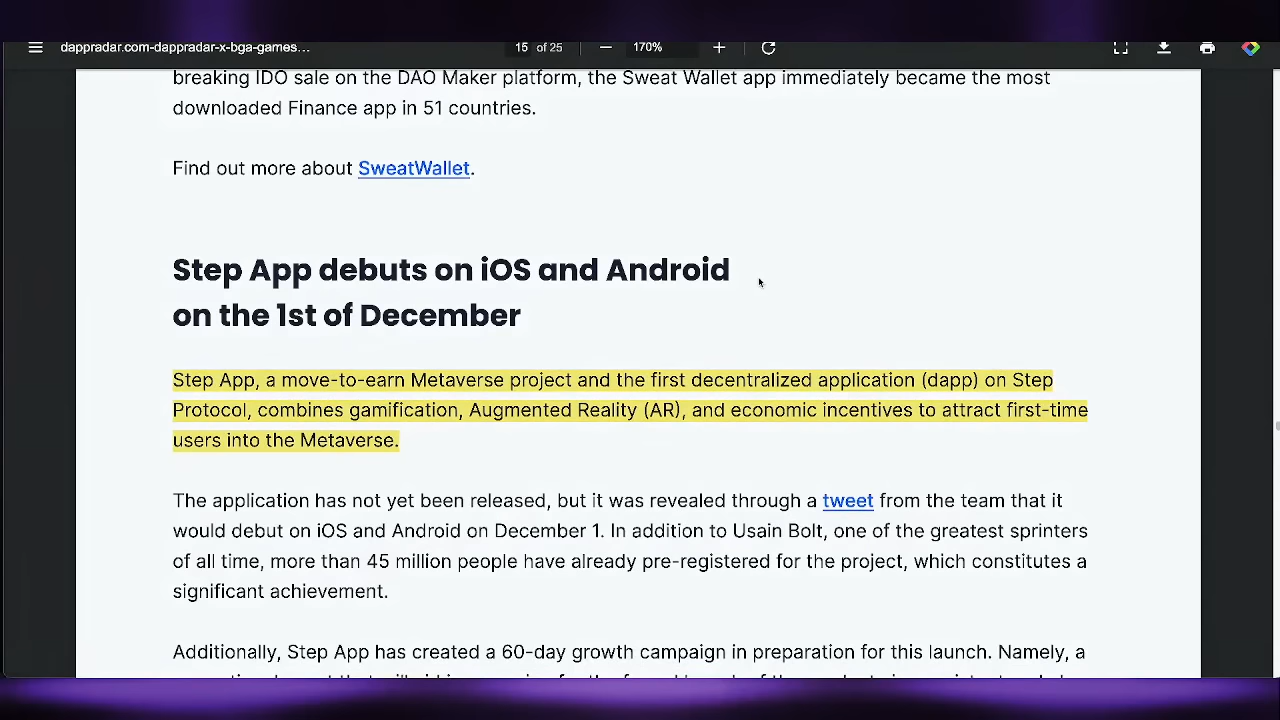 dappradar.com-dappradar-x-bga-games...
15 of 25
170%
breaking IDO sale on the DAO Maker platform, the Sweat Wallet app immediately became the most
downloaded Finance app in 51 countries.
Find out more about SweatWallet.
Step App debuts on iOS and Android
on the 1st of December
Step App, a move-to-earn Metaverse project and the first decentralized application (dapp) on Step
Protocol, combines gamification, Augmented Reality (AR), and economic incentives to attract first-time
users into the Metaverse.
The application has not yet been released, but it was revealed through a tweet from the team that it
would debut on iOS and Android on December 1. In addition to Usain Bolt, one of the greatest sprinters
of all time, more than 45 million people have already pre-registered for the project, which constitutes a
significant achievement.
Additionally, Step App has created a 60-day growth campaign in preparation for this launch. Namely, a